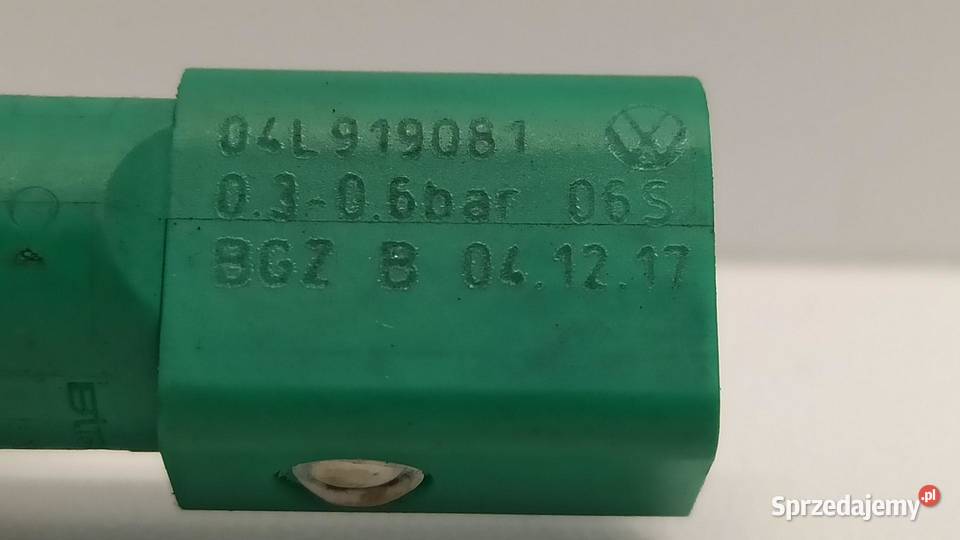 04L919081
0.3-0.6bar 06S
BGZ B 04.12.17
Sprzedajemy.pl